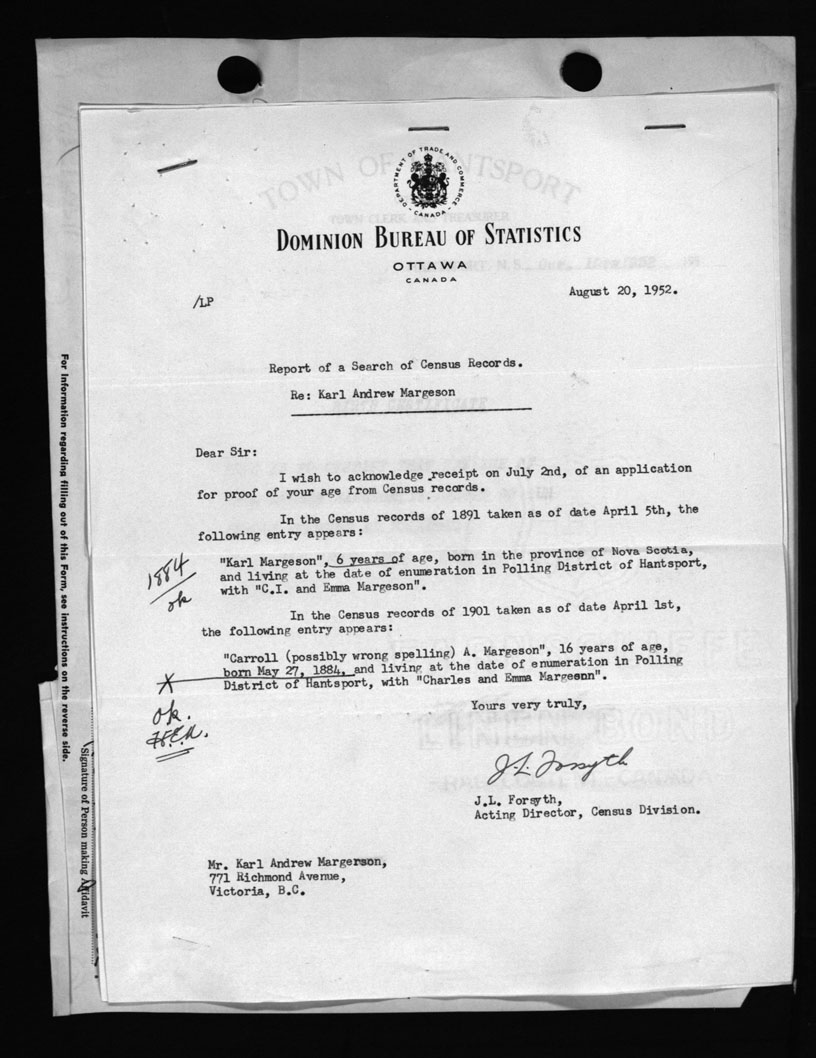 DEPARTMENT OF TRADE AND COMMERCE
CANADA
TOWN OF HANTSPORT
TOWN CLERK AND TREASURER
DOMINION BUREAU OF STATISTICS
OTTAWA
CANADA
/LP
August 20, 1952.
Report of a Search of Census Records.
Re: Karl Andrew Margeson
Dear Sir:
I wish to acknowledge receipt on July 2nd, of an application
for proof of your age from Census records.
In the Census records of 1891 taken as of date April 5th, the
following entry appears:
"Karl Margeson", 6 years of age, born in the province of Nova Scotia,
and living at the date of enumeration in Polling District of Hantsport,
with "C.I. and Emma Margeson".
1884
ok
In the Census records of 1901 taken as of date April 1st,
the following entry appears:
"Carroll (possibly wrong spelling) A. Margeson", 16 years of age,
born May 27, 1884, and living at the date of enumeration in Polling
District of Hantsport, with "Charles and Emma Margeson".
X
ok.
Yours very truly,
J.L. Forsyth
J.L. Forsyth,
Acting Director, Census Division.
Mr. Karl Andrew Margerson,
771 Richmond Avenue,
Victoria, B.C.
For Information regarding filling out of this Form, see instructions on the reverse side.
Signature of Person making Affidavit